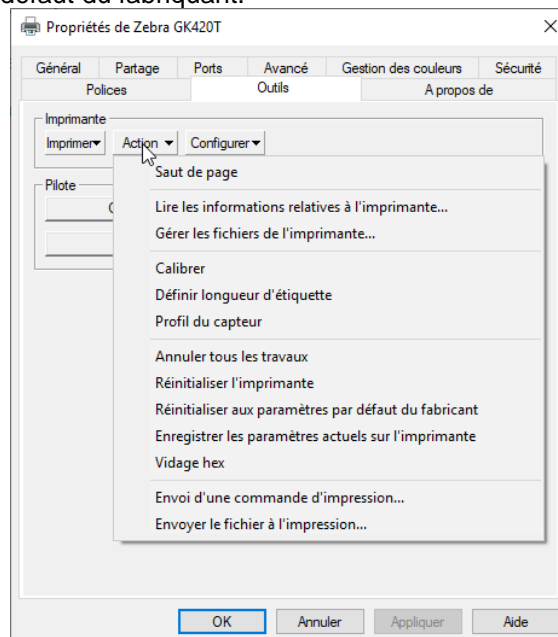 défaut du fabriquant.
Propriétés de Zebra GK420T
Général Partage Ports Avancé Gestion des couleurs Sécurité
Polices Outils A propos de
Imprimante
Imprimer Action Configurer
Pilote
Saut de page
Lire les informations relatives à l'imprimante...
Gérer les fichiers de l'imprimante...
Calibrer
Définir longueur d'étiquette
Profil du capteur
Annuler tous les travaux
Réinitialiser l'imprimante
Réinitialiser aux paramètres par défaut du fabricant
Enregistrer les paramètres actuels sur l'imprimante
Vidage hex
Envoi d'une commande d'impression...
Envoyer le fichier à l'impression...
OK Annuler Appliquer Aide